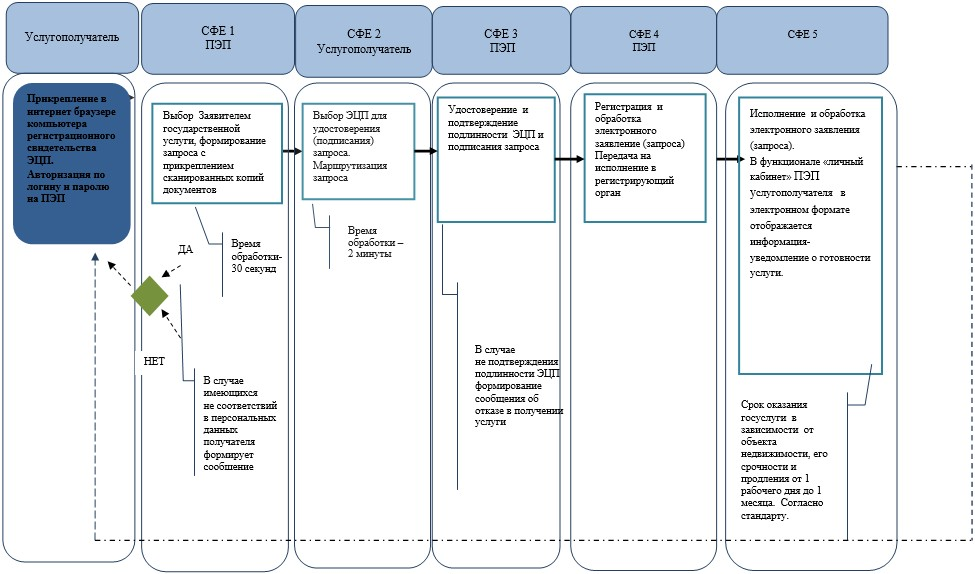 Услугополучатель
СФЕ 1
ПЭП
СФЕ 2
Услугополучатель
СФЕ 3
ПЭП
СФЕ 4
ПЭП
СФЕ 5
Прикрепление в
интернет браузере
компьютера
регистрационного
свидетельства
ЭЦП.
Авторизация по
логину и паролю
на ПЭП
Выбор Заявителем
государственной
услуги, формирование
запроса с
прикреплением
сканированных копий
документов
Выбор ЭЦП для
удостоверения
(подписания)
запроса.
Маршрутизация
запроса
Удостоверение и
подтверждение
подлинности ЭЦП и
подписания запроса
Регистрация и
обработка
электронного
заявление (запроса)
Передача на
исполнение в
регистрирующий
орган
Исполнение и обработка
электронного заявления
(запроса).
В функционале «личный
кабинет» ПЭП
услугополучателя в
электронном формате
отображается
информация-
уведомление о готовности
услуги.
ДА
Время
обработки-
30 секунд
Время
обработки –
2 минуты
НЕТ
В случае
имеющихся
не соответствий
в персональных
данных
получателя
формирует
сообшение
В случае
не подтверждения
подлинности ЭЦП
формирование
сообщения об
отказе в получении
услуги
Срок оказания
госуслуги в
зависимости от
объекта
недвижимости, его
срочности и
продления от 1
рабочего дня до 1
месяца. Согласно
стандарту.